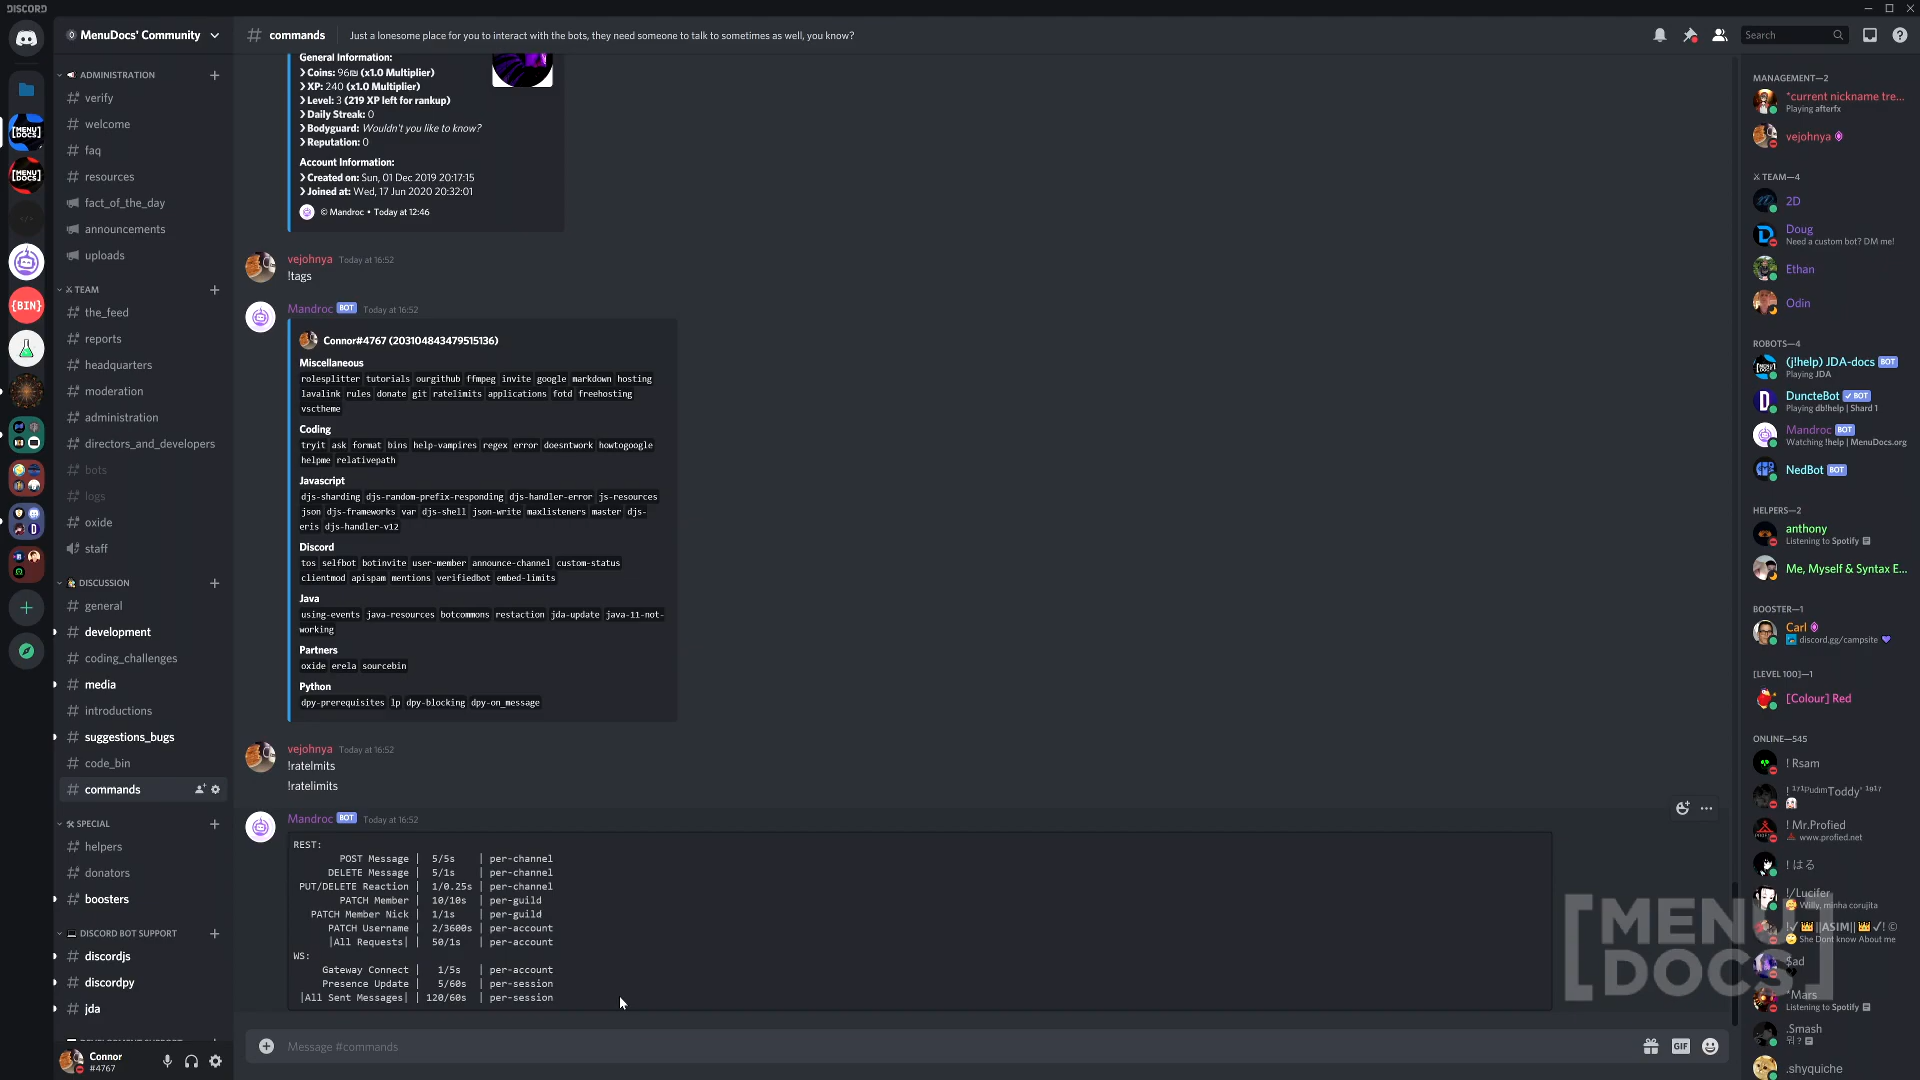 DISCORD
MenuDocs' Community
ADMINISTRATION
verify
welcome
faq
resources
fact_of_the_day
announcements
uploads
TEAM
the_feed
reports
headquarters
moderation
administration
directors_and_developers
bots
logs
oxide
staff
DISCUSSION
general
development
coding_challenges
media
introductions
suggestions_bugs
code_bin
commands
SPECIAL
helpers
donators
boosters
DISCORD BOT SUPPORT
discordjs
discordpy
jda
Connor
#4767
[MENU]
DOCS
[MENU]
DOCS
{BIN}
commands
Just a lonesome place for you to interact with the bots, they need someone to talk to sometimes as well, you know?
Search
General Information:
❯ Coins: 96₪ (x1.0 Multiplier)
❯ XP: 240 (x1.0 Multiplier)
❯ Level: 3 (219 XP left for rankup)
❯ Daily Streak: 0
❯ Bodyguard: Wouldn't you like to know?
❯ Reputation: 0
Account Information:
❯ Created on: Sun, 01 Dec 2019 20:17:15
❯ Joined at: Wed, 17 Jun 2020 20:32:01
© Mandroc • Today at 12:46
vejohnya Today at 16:52
!tags
Mandroc BOT Today at 16:52
Connor#4767 (203104843479515136)
Miscellaneous
rolesplitter tutorials ourgithub ffmpeg invite google markdown hosting
lavalink rules donate git ratelimits applications fotd freehosting
vsctheme
Coding
tryit ask format bins help-vampires regex error doesntwork howtogoogle
helpme relativepath
Javascript
djs-sharding djs-random-prefix-responding djs-handler-error js-resources
json djs-frameworks var djs-shell json-write maxlisteners master djs-
eris djs-handler-v12
Discord
tos selfbot botinvite user-member announce-channel custom-status
clientmod apispam mentions verifiedbot embed-limits
Java
using-events java-resources botcommons restaction jda-update java-11-not-
working
Partners
oxide erela sourcebin
Python
dpy-prerequisites lp dpy-blocking dpy-on_message
vejohnya Today at 16:52
!ratelmits
!ratelimits
Mandroc BOT Today at 16:52
REST:
POST Message | 5/5s | per-channel
DELETE Message | 5/1s | per-channel
PUT/DELETE Reaction | 1/0.25s | per-channel
PATCH Member | 10/10s | per-guild
PATCH Member Nick | 1/1s | per-guild
PATCH Username | 2/3600s | per-account
|All Requests| | 50/1s | per-account
WS:
Gateway Connect | 1/5s | per-account
Presence Update | 5/60s | per-session
|All Sent Messages| | 120/60s | per-session
Message #commands
GIF
MANAGEMENT—2
*current nickname tre...
Playing afterfx
vejohnya
TEAM—4
2D
Doug
Need a custom bot? DM me!
Ethan
Odin
ROBOTS—4
(j!help) JDA-docs BOT
Playing JDA
DuncteBot ✓ BOT
Playing db!help | Shard 1
Mandroc BOT
Watching !help | MenuDocs.org
NedBot BOT
HELPERS—2
anthony
Listening to Spotify
Me, Myself & Syntax E...
BOOSTER—1
Carl
discord.gg/campsite
[LEVEL 100]—1
[Colour] Red
ONLINE—545
! Rsam
! Mr.Profied
www.profied.net
! はる
!/Lucifer
Willy, minha corujita
She Dont know About me
$ad
*Mars
Listening to Spotify
.Smash
뭐 ?
.shyquiche
[MENU
DOCS]